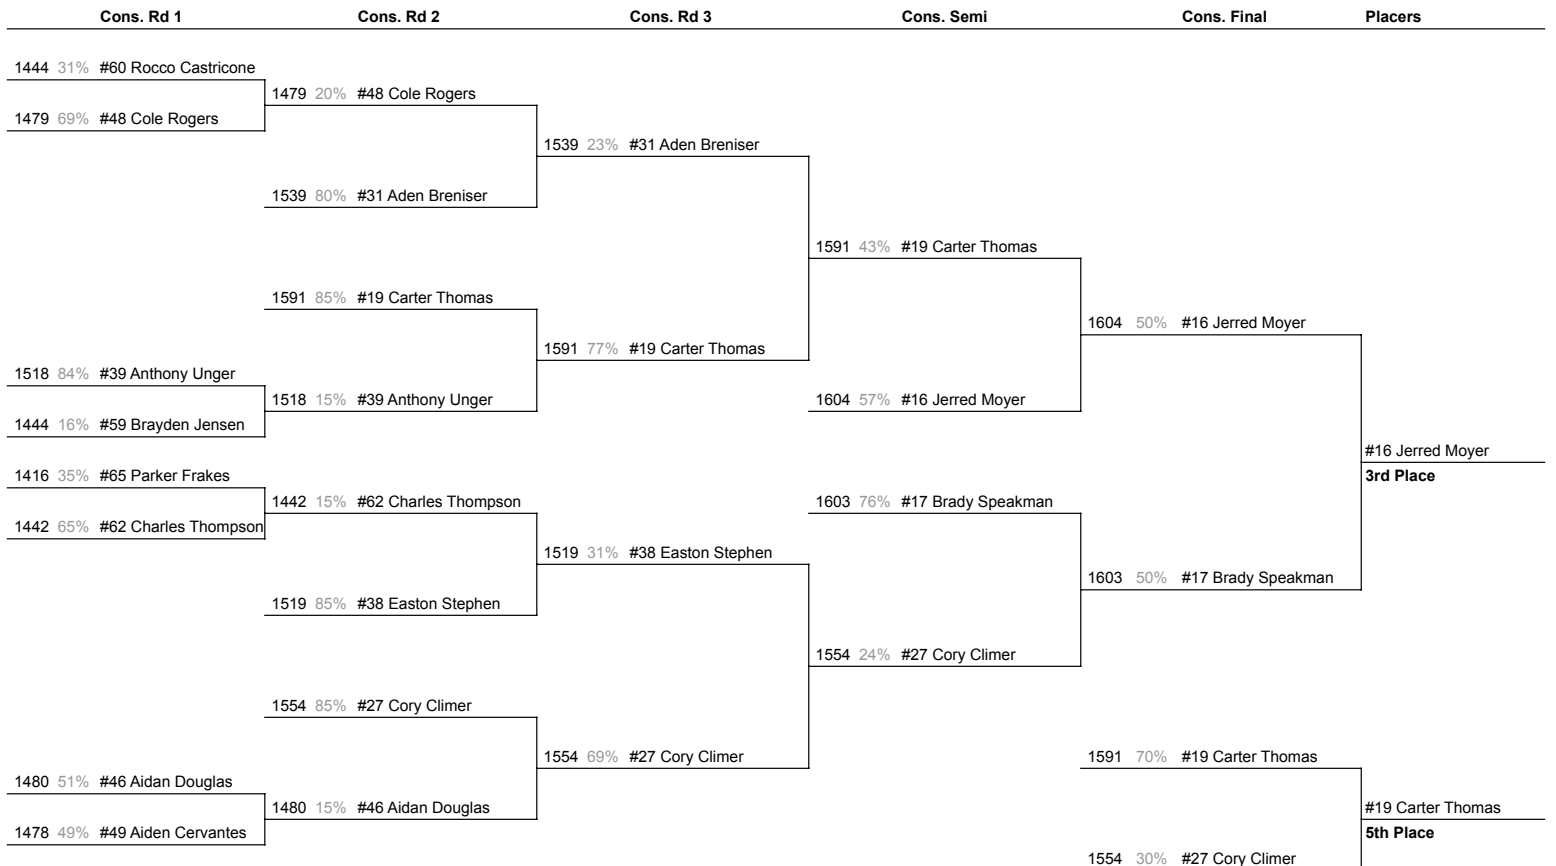 Cons. Rd 1 Cons. Rd 2 Cons. Rd 3 Cons. Semi Cons. Final Placers
1444 31% #60 Rocco Castricone
1479 20% #48 Cole Rogers
1479 69% #48 Cole Rogers
1539 23% #31 Aden Breniser
1539 80% #31 Aden Breniser
1591 43% #19 Carter Thomas
1591 85% #19 Carter Thomas
1604 50% #16 Jerred Moyer
1591 77% #19 Carter Thomas
1518 84% #39 Anthony Unger
1518 15% #39 Anthony Unger
1604 57% #16 Jerred Moyer
1444 16% #59 Brayden Jensen
#16 Jerred Moyer
1416 35% #65 Parker Frakes
3rd Place
1442 15% #62 Charles Thompson
1603 76% #17 Brady Speakman
1442 65% #62 Charles Thompson
1519 31% #38 Easton Stephen
1603 50% #17 Brady Speakman
1519 85% #38 Easton Stephen
1554 24% #27 Cory Climer
1554 85% #27 Cory Climer
1554 69% #27 Cory Climer
1591 70% #19 Carter Thomas
1480 51% #46 Aidan Douglas
1480 15% #46 Aidan Douglas
#19 Carter Thomas
1478 49% #49 Aiden Cervantes
5th Place
1554 30% #27 Cory Climer